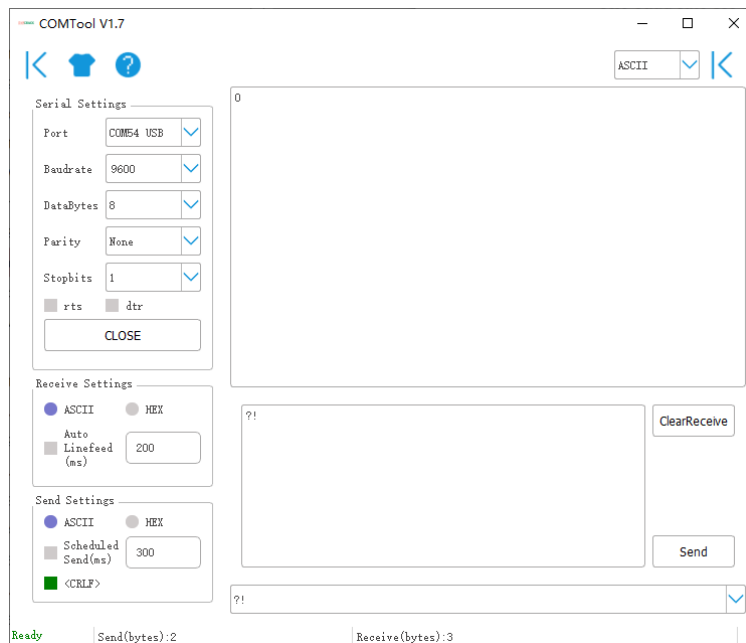 COMTool V1.7
ASCII
Serial Settings
Port COM54 USB
Baudrate 9600
DataBytes 8
Parity None
Stopbits 1
rts dtr
CLOSE
0
Receive Settings
ASCII HEX
Auto
Linefeed
(ms)
200
Send Settings
ASCII HEX
Scheduled
Send(ms)
300
<CRLF>
?!
ClearReceive
Send
?!
Ready Send(bytes):2 Receive(bytes):3